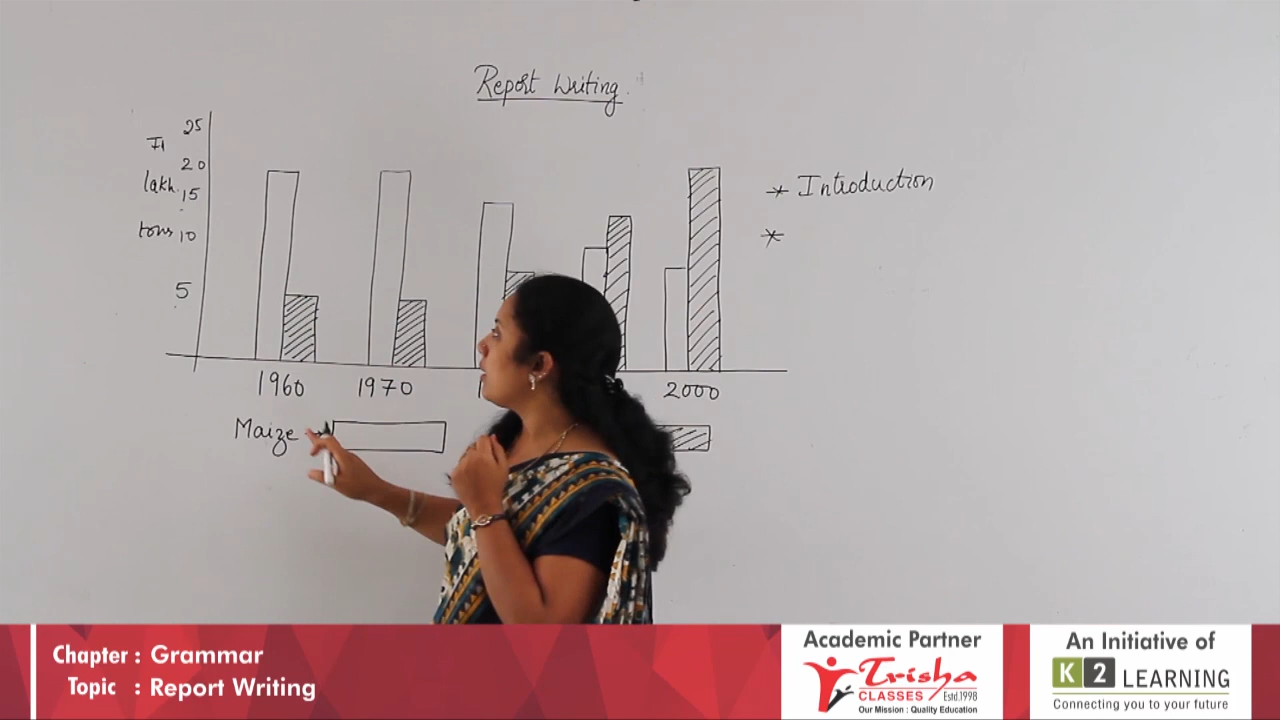 Report Writing.
25
In
20
lakh
15
tons
10
5
* Introduction
*
1960 1970 2000
Maize
Chapter : Grammar
Topic : Report Writing
Academic Partner
Trisha
CLASSES Estd.1998
Our Mission : Quality Education
An Initiative of
K2 LEARNING
Connecting you to your future